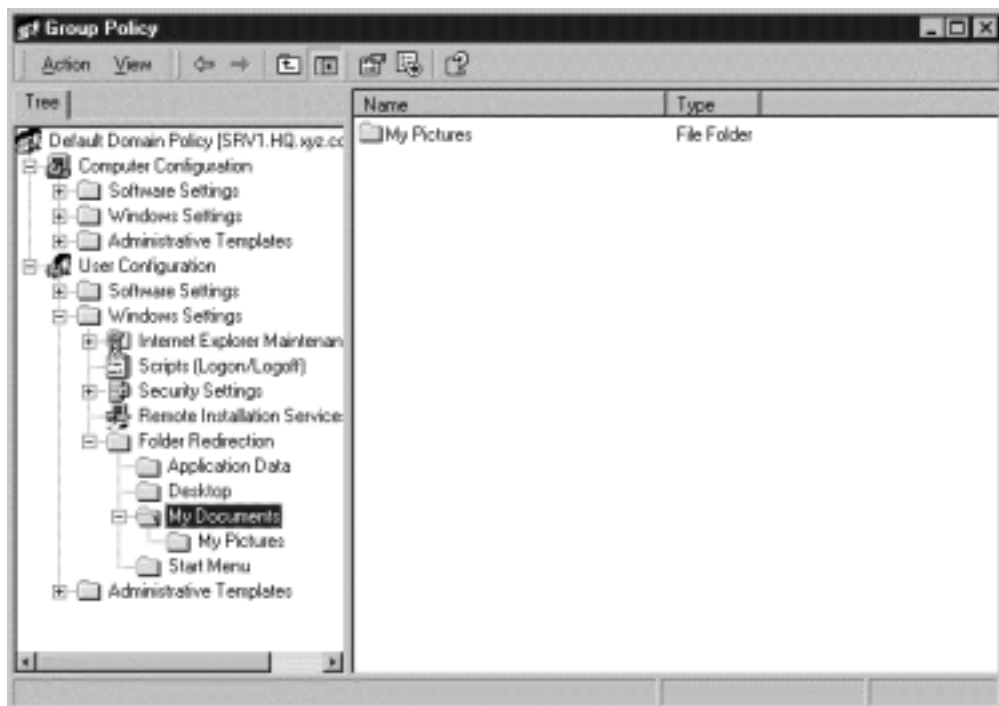 Group Policy
Action View
Tree
Name Type
Default Domain Policy [SRV1.HQ.xyz.cc
My Pictures File Folder
Computer Configuration
Software Settings
Windows Settings
Administrative Templates
User Configuration
Software Settings
Windows Settings
Internet Explorer Maintenan
Scripts (Logon/Logoff)
Security Settings
Remote Installation Service
Folder Redirection
Application Data
Desktop
My Documents
My Pictures
Start Menu
Administrative Templates